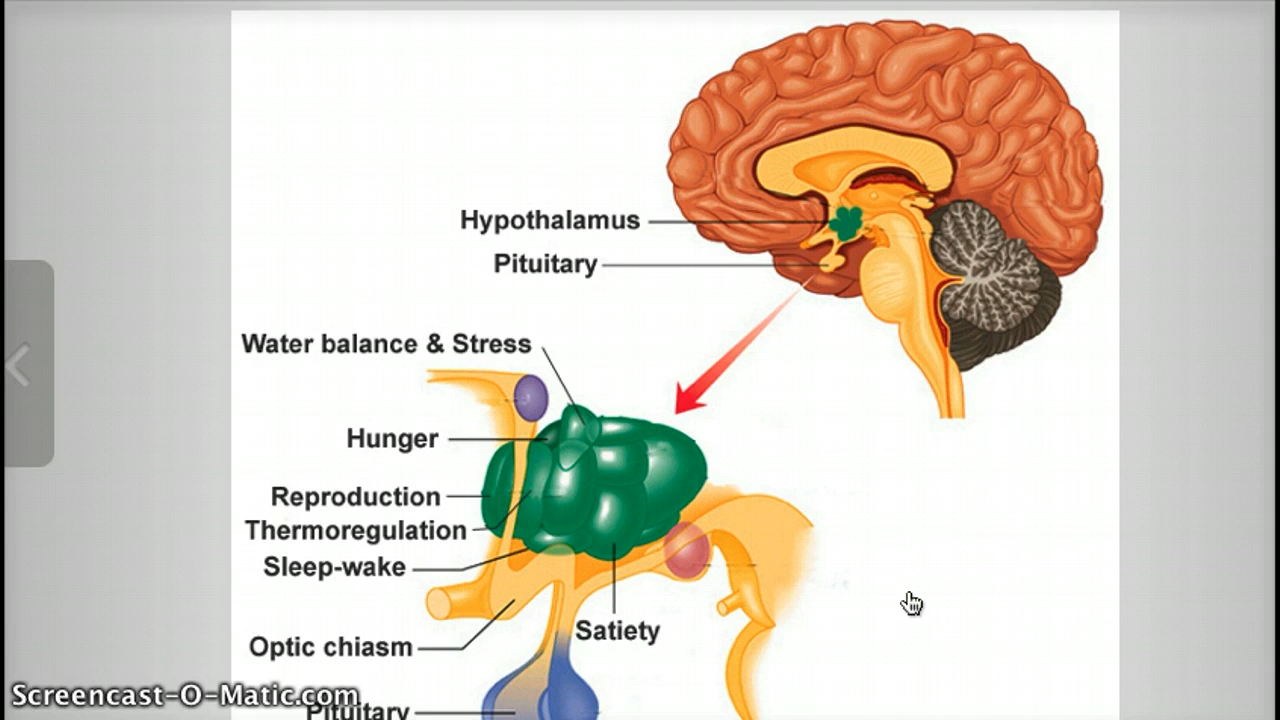 Hypothalamus
Pituitary
Water balance & Stress
Hunger
Reproduction
Thermoregulation
Sleep-wake
Optic chiasm
Satiety
Screencast-O-Matic.com
Pituitary